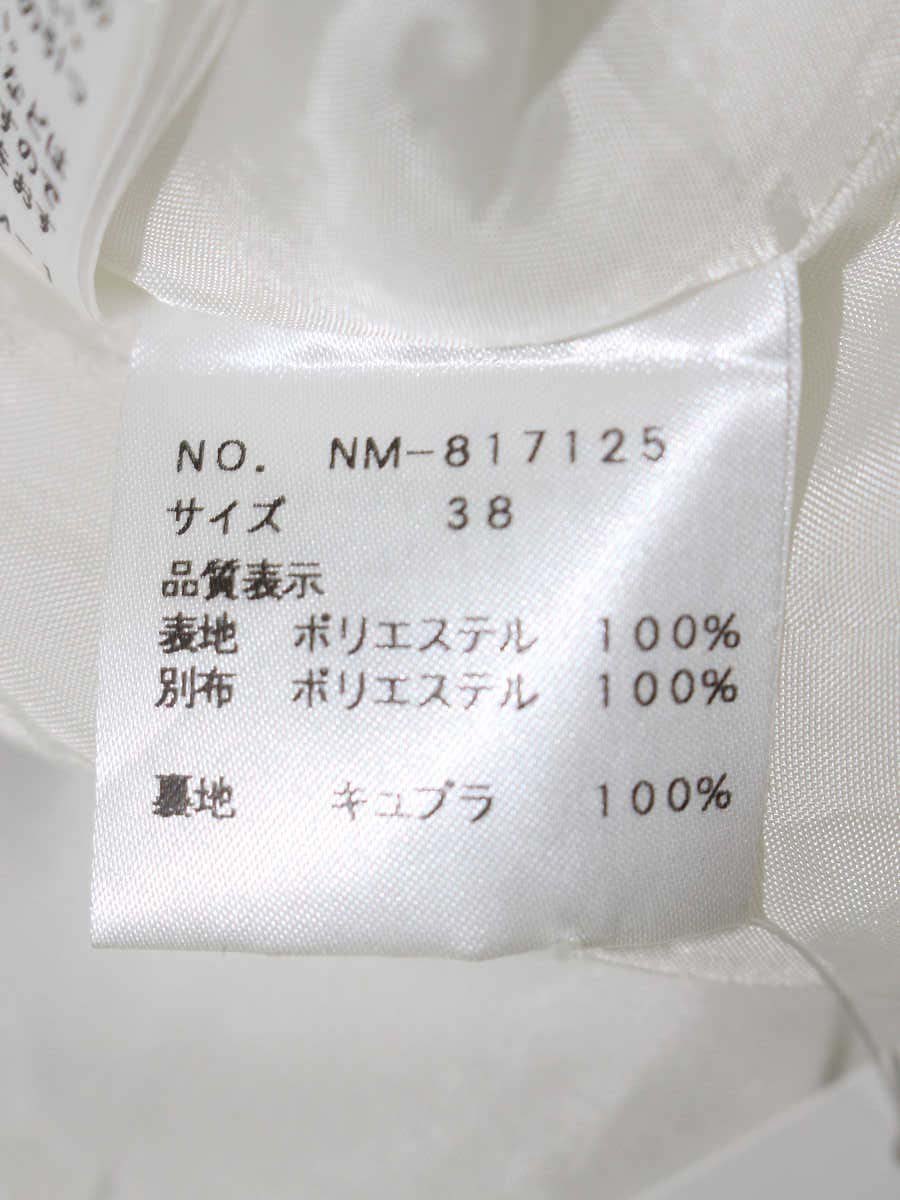 NO. NM-817125
サイズ 38
品質表示
表地 ポリエステル 100%
別布 ポリエステル 100%
裏地 キュプラ 100%